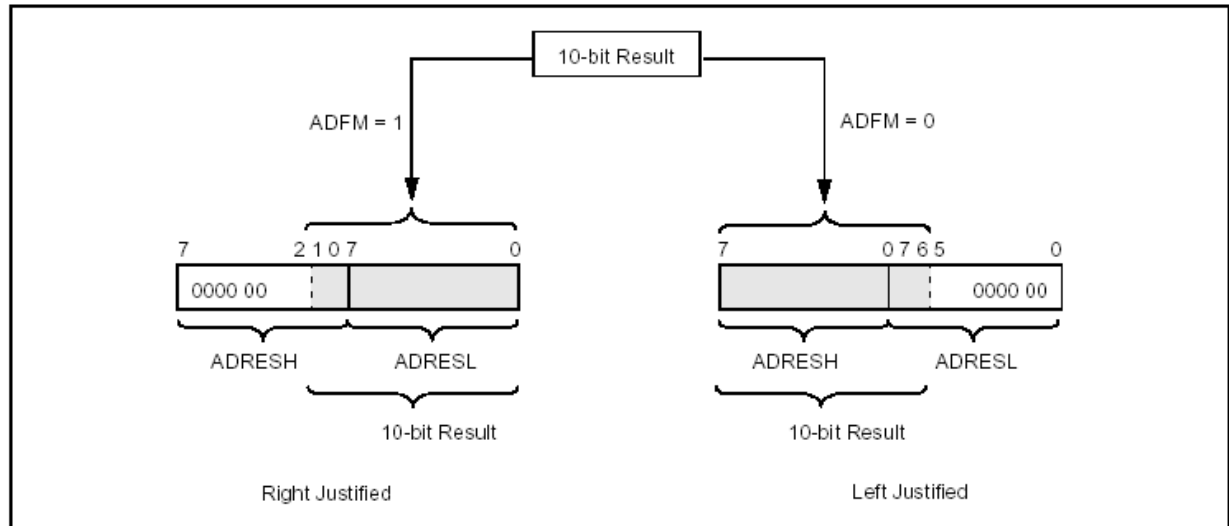 10-bit Result
ADFM = 1
ADFM = 0
7 2 1 0 7 0
0000 00
ADRESH ADRESL
10-bit Result
Right Justified
7 0 7 6 5 0
0000 00
ADRESH ADRESL
10-bit Result
Left Justified